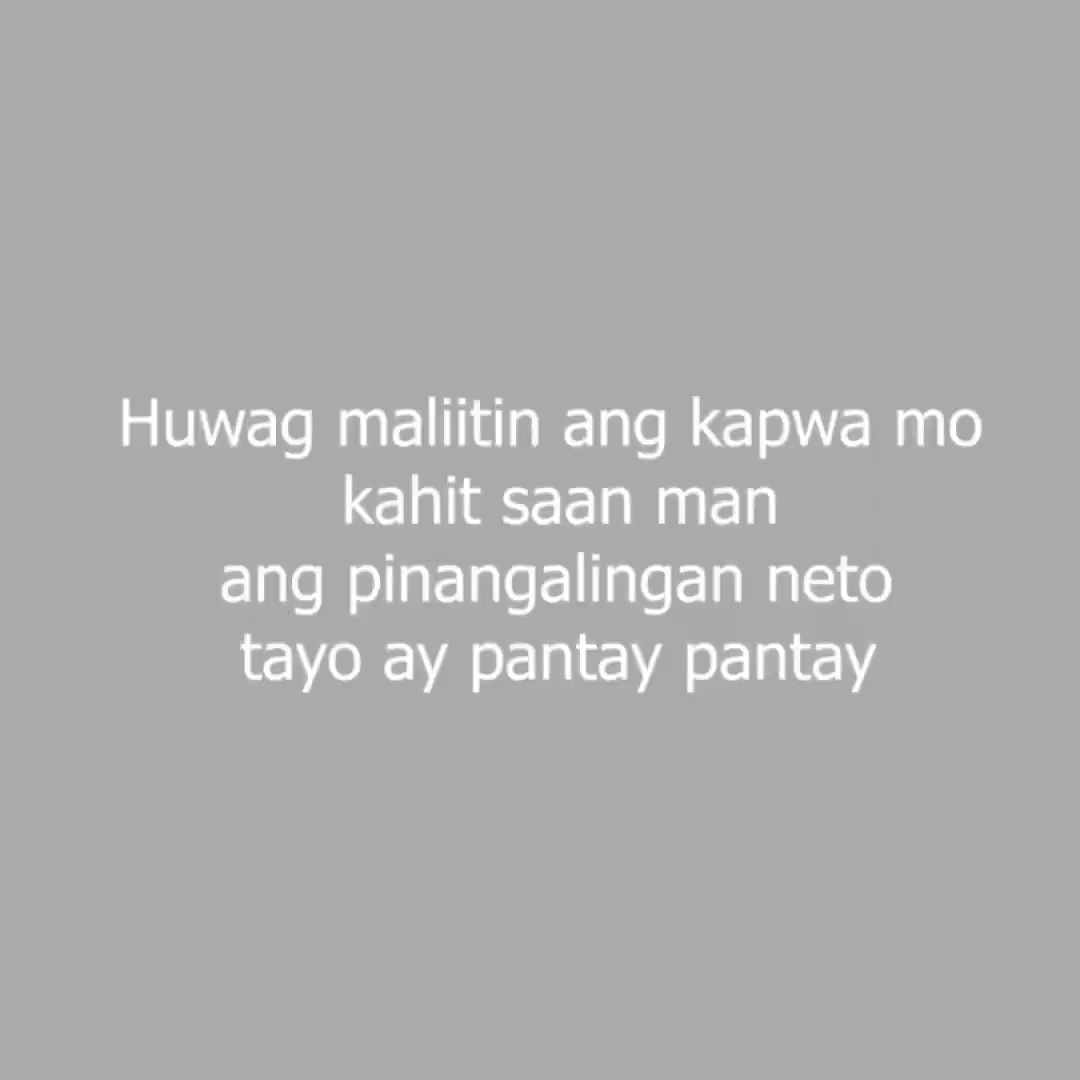 Huwag maliitin ang kapwa mo
kahit saan man
ang pinangalingan neto
tayo ay pantay pantay